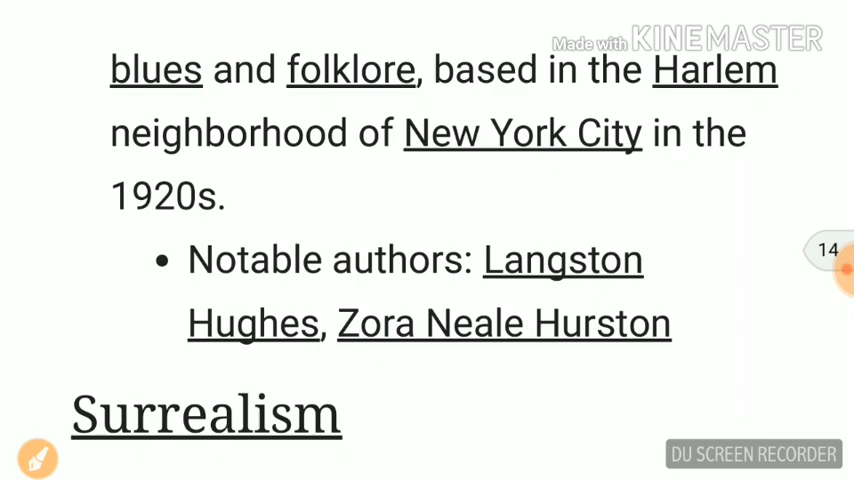 Made with KINEMASTER
blues and folklore, based in the Harlem
neighborhood of New York City in the
1920s.
14
• Notable authors: Langston
Hughes, Zora Neale Hurston
Surrealism
DU SCREEN RECORDER